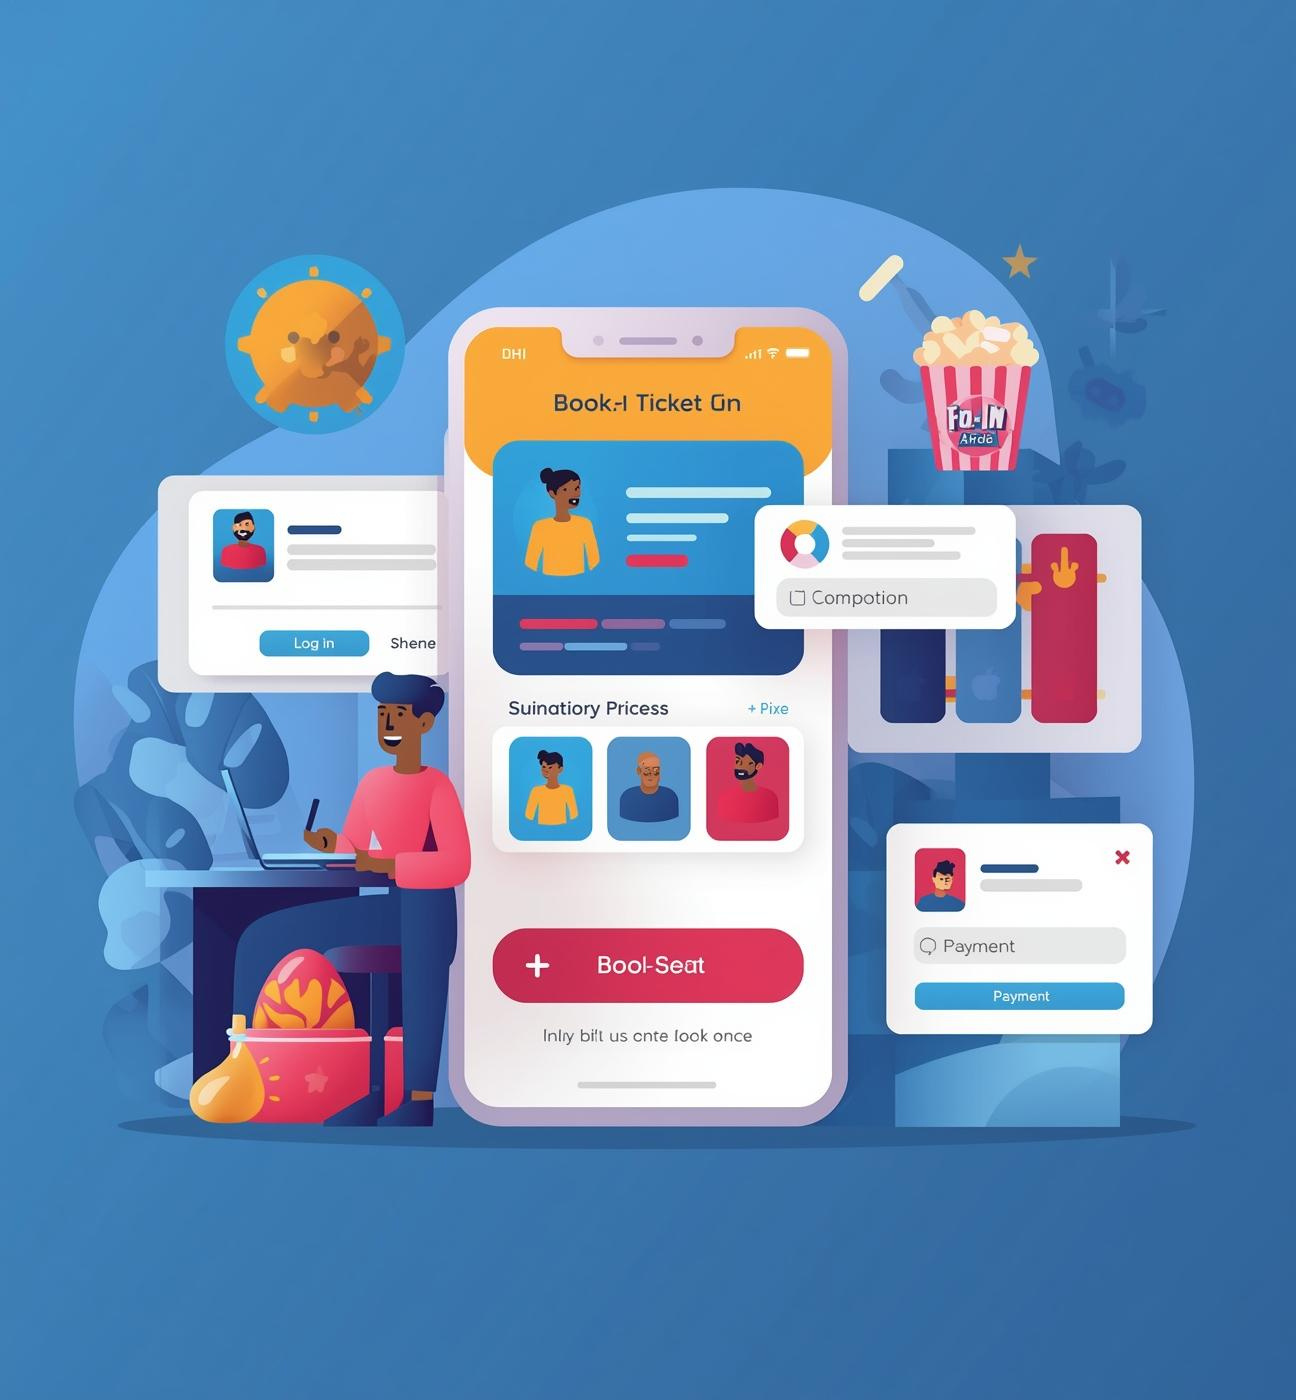 DHI
Book.-I Ticket Gn
FO-IN
Log in
Shene
Compotion
Suinatiory Pricess
+ Pixe
Payment
Payment
Bool-Seat
Inlry bilt us cnte look once